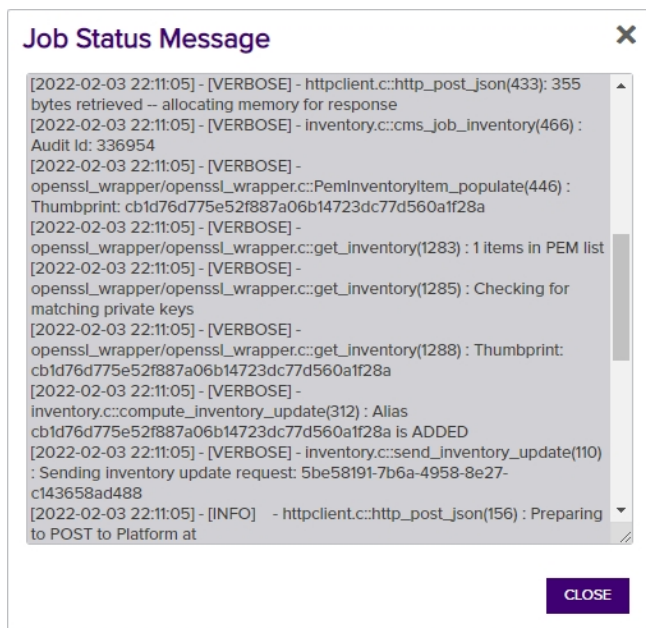 Job Status Message
[2022-02-03 22:11:05] - [VERBOSE] - httpclient.c::http_post_json(433): 355
bytes retrieved -- allocating memory for response
[2022-02-03 22:11:05] - [VERBOSE] - inventory.c::cms_job_inventory(466) :
Audit Id: 336954
[2022-02-03 22:11:05] - [VERBOSE] -
openssl_wrapper/openssl_wrapper.c::PemInventoryItem_populate(446) :
Thumbprint: cb1d76d775e52f887a06b14723dc77d560a1f28a
[2022-02-03 22:11:05] - [VERBOSE] -
openssl_wrapper/openssl_wrapper.c::get_inventory(1283) : 1 items in PEM list
[2022-02-03 22:11:05] - [VERBOSE] -
openssl_wrapper/openssl_wrapper.c::get_inventory(1285) : Checking for
matching private keys
[2022-02-03 22:11:05] - [VERBOSE] -
openssl_wrapper/openssl_wrapper.c::get_inventory(1288) : Thumbprint:
cb1d76d775e52f887a06b14723dc77d560a1f28a
[2022-02-03 22:11:05] - [VERBOSE] -
inventory.c::compute_inventory_update(312) : Alias
cb1d76d775e52f887a06b14723dc77d560a1f28a is ADDED
[2022-02-03 22:11:05] - [VERBOSE] - inventory.c::send_inventory_update(110)
: Sending inventory update request: 5be58191-7b6a-4958-8e27-
c143658ad488
[2022-02-03 22:11:05] - [INFO] - httpclient.c::http_post_json(156) : Preparing
to POST to Platform at
CLOSE